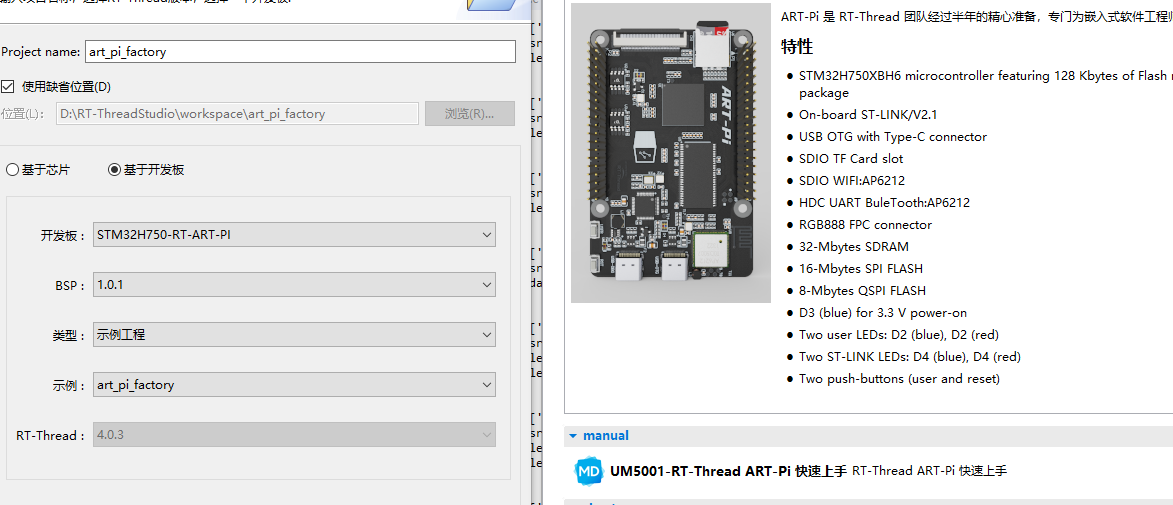 Project name: art_pi_factory
使用缺省位置(D)
位置(L): D:\RT-ThreadStudio\workspace\art_pi_factory 浏览(R)...
基于芯片 基于开发板
开发板： STM32H750-RT-ART-PI
BSP： 1.0.1
类型： 示例工程
示例： art_pi_factory
RT-Thread： 4.0.3
ART-Pi
ART-Pi 是 RT-Thread 团队经过半年的精心准备，专门为嵌入式软件工程
特性
● STM32H750XBH6 microcontroller featuring 128 Kbytes of Flash
package
● On-board ST-LINK/V2.1
● USB OTG with Type-C connector
● SDIO TF Card slot
● SDIO WIFI:AP6212
● HDC UART BuleTooth:AP6212
● RGB888 FPC connector
● 32-Mbytes SDRAM
● 16-Mbytes SPI FLASH
● 8-Mbytes QSPI FLASH
● D3 (blue) for 3.3 V power-on
● Two user LEDs: D2 (blue), D2 (red)
● Two ST-LINK LEDs: D4 (blue), D4 (red)
● Two push-buttons (user and reset)
manual
MD UM5001-RT-Thread ART-Pi 快速上手 RT-Thread ART-Pi 快速上手